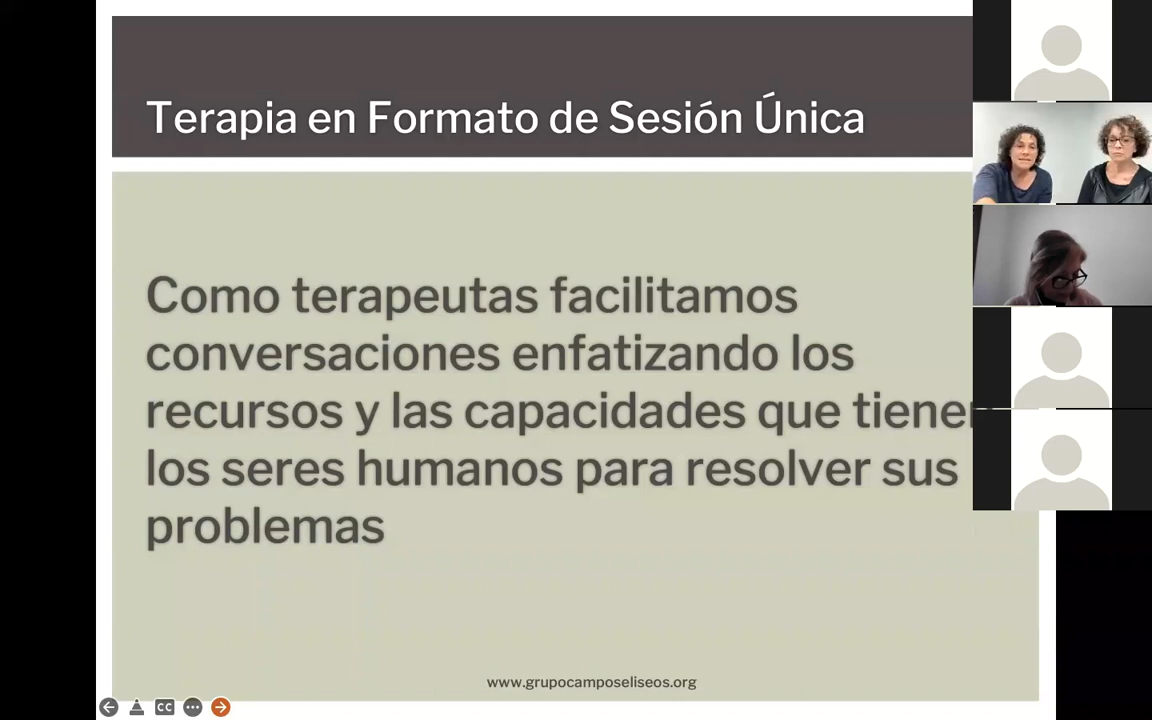 Terapia en Formato de Sesión Única
Como terapeutas facilitamos
conversaciones enfatizando los
recursos y las capacidades que tienen
los seres humanos para resolver sus
problemas
www.grupocamposeliseos.org
CC